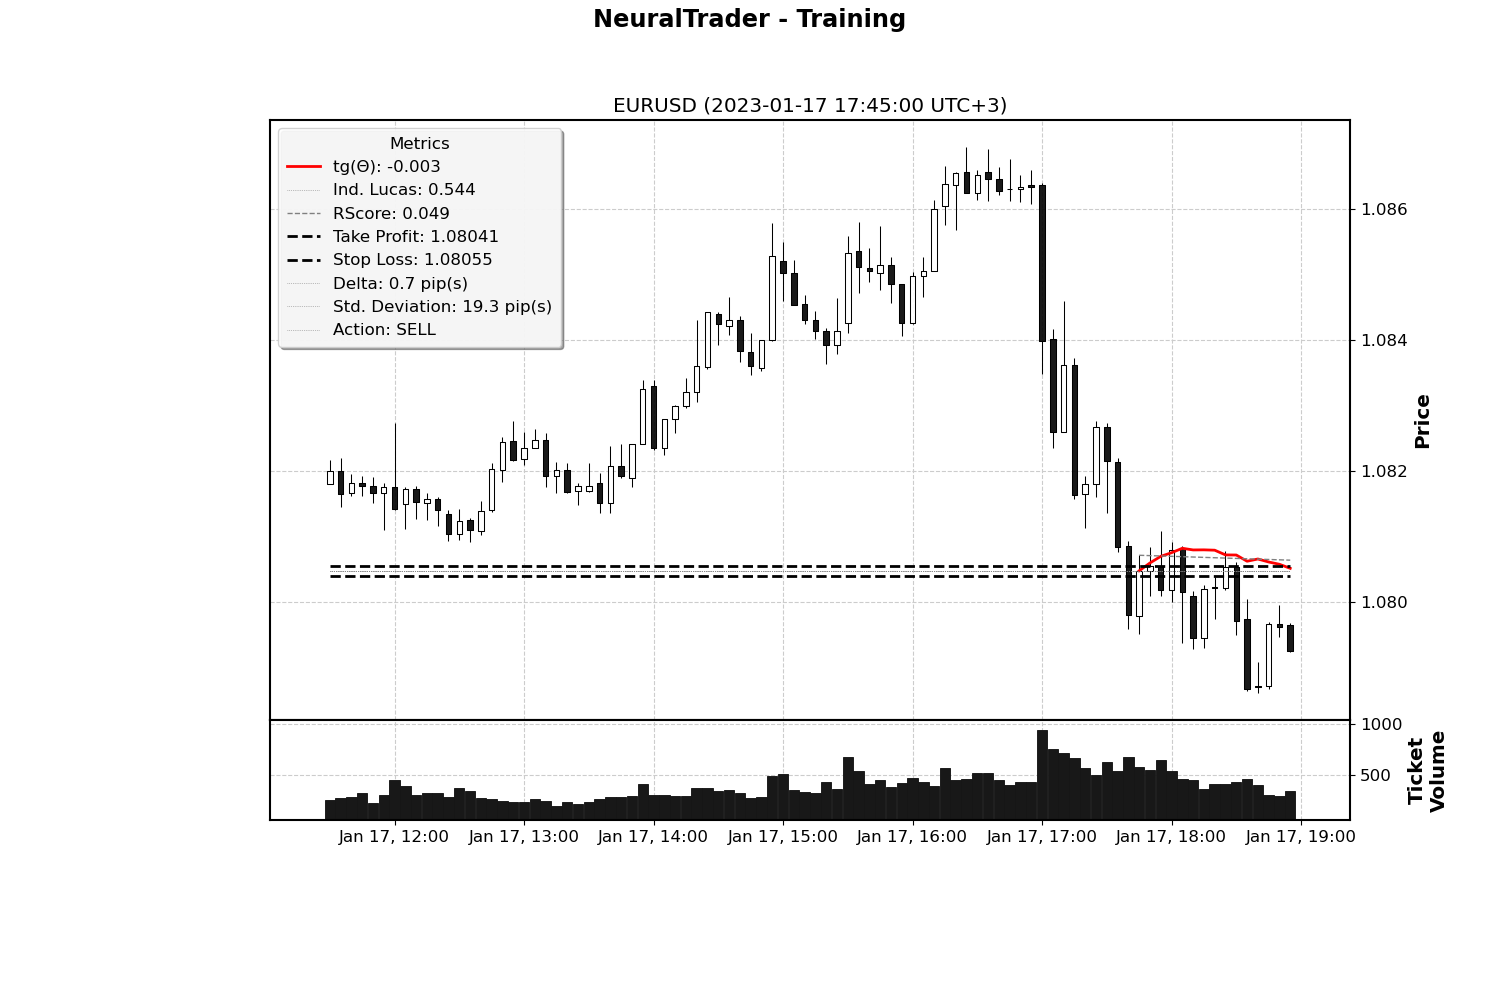 NeuralTrader - Training
EURUSD (2023-01-17 17:45:00 UTC+3)
Metrics
tg(Θ): -0.003
Ind. Lucas: 0.544
RScore: 0.049
Take Profit: 1.08041
Stop Loss: 1.08055
Delta: 0.7 pip(s)
Std. Deviation: 19.3 pip(s)
Action: SELL
1.086
1.084
1.082
1.080
Price
1000
500
Ticket
Volume
Jan 17, 12:00
Jan 17, 13:00
Jan 17, 14:00
Jan 17, 15:00
Jan 17, 16:00
Jan 17, 17:00
Jan 17, 18:00
Jan 17, 19:00